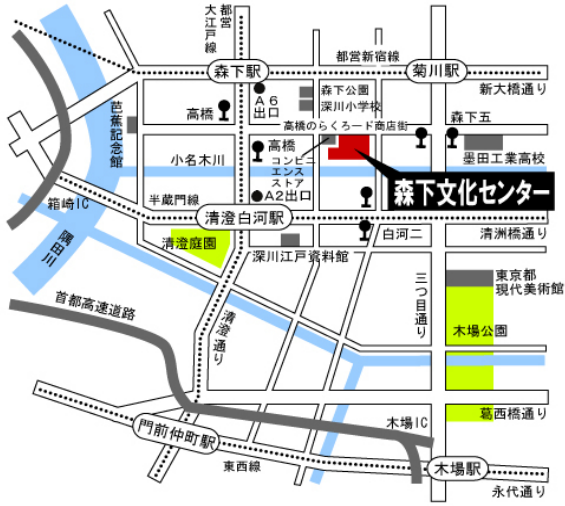 都営
大江戸線
都営新宿線
森下駅
菊川駅
新大橋通り
A6
出口
森下公園
深川小学校
高橋
森下五
芭蕉記念館
高橋のらくろード商店街
高橋
墨田工業高校
小名木川
コンビニ
エンス
ストア
森下文化センター
半蔵門線
A2出口
箱崎IC
清澄白河駅
白河二
清洲橋通り
清澄庭園
深川江戸資料館
隅田川
三つ目通り
東京都
現代美術館
首都高速道路
清澄通り
木場公園
葛西橋通り
木場IC
門前仲町駅
東西線
木場駅
永代通り